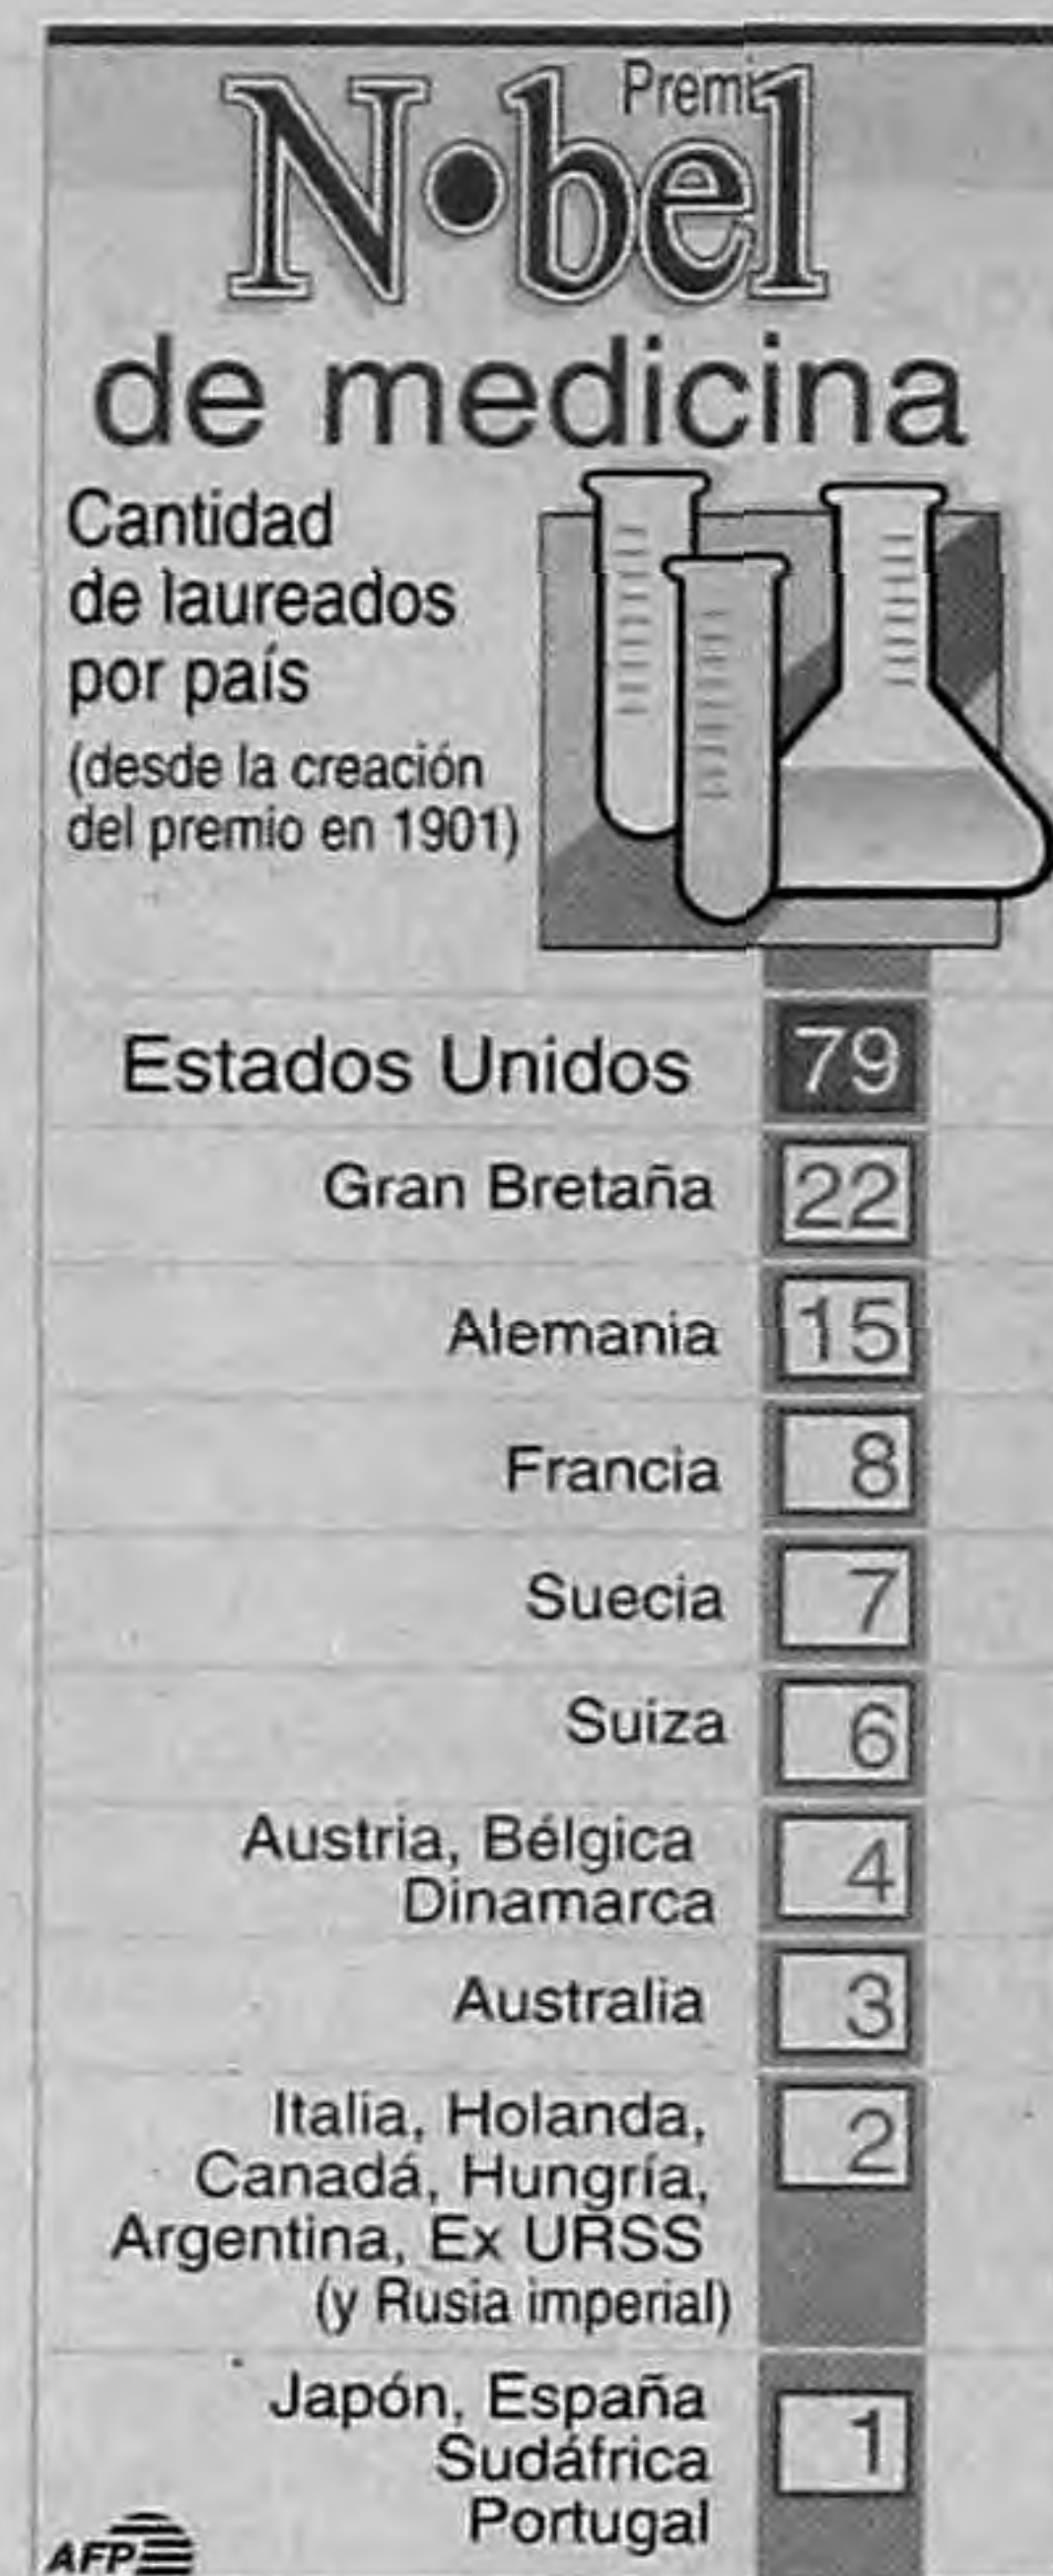 Premi
N•bel
de medicina
Cantidad
de laureados
por país
(desde la creación
del premio en 1901)
Estados Unidos 79
Gran Bretaña 22
Alemania 15
Francia 8
Suecia 7
Suiza 6
Austria, Bélgica
Dinamarca 4
Australia 3
Italia, Holanda, 2
Canadá, Hungría,
Argentina, Ex URSS
(y Rusia imperial)
Japón, España
Sudáfrica 1
Portugal
AFP